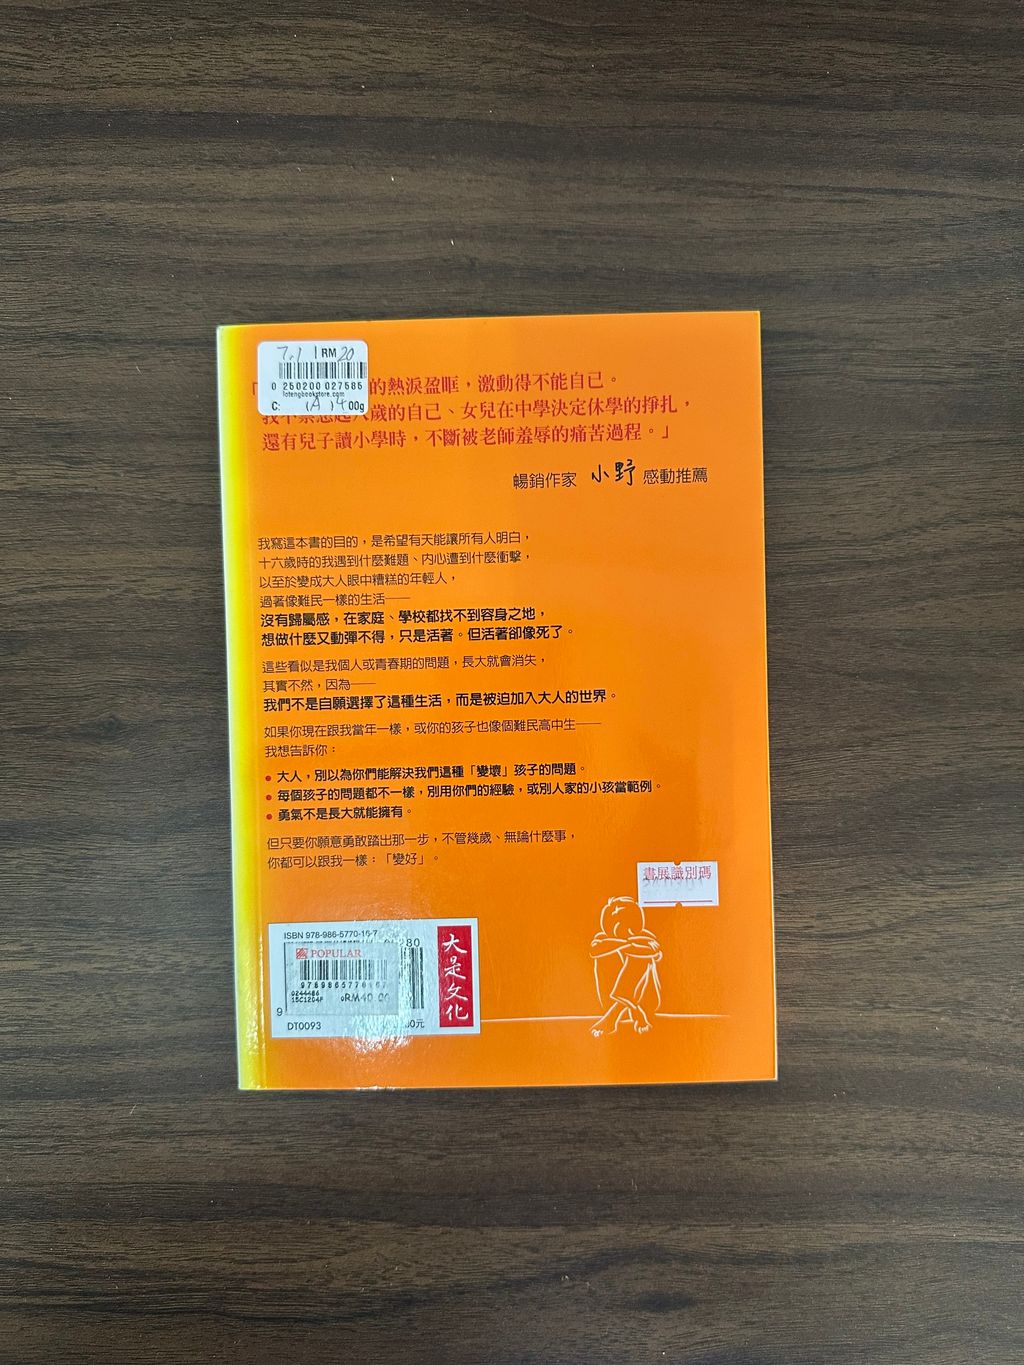 7.1 RM 20
0 250200 027585
fotengbookstore.com
C: (A) 400g
的熱淚盈眶，激動得不能自己。
歲的自己、女兒在中學決定休學的掙扎，
還有兒子讀小學時，不斷被老師羞辱的痛苦過程。」
暢銷作家 小野 感動推薦
我寫這本書的目的，是希望有天能讓所有人明白，
十六歲時的我遇到什麼難題、內心遭到什麼衝擊，
以至於變成大人眼中糟糕的年輕人，
過著像難民一樣的生活——
沒有歸屬感，在家庭、學校都找不到容身之地，
想做什麼又動彈不得，只是活著。但活著卻像死了。
這些看似是我個人或青春期的問題，長大就會消失，
其實不然，因為——
我們不是自願選擇了這種生活，而是被迫加入大人的世界。
如果你現在跟我當年一樣，或你的孩子也像個難民高中生——
我想告訴你：
• 大人，別以為你們能解決我們這種「變壞」孩子的問題。
• 每個孩子的問題都不一樣，別用你們的經驗，或別人家的小孩當範例。
• 勇氣不是長大就能擁有。
但只要你願意勇敢踏出那一步，不管幾歲、無論什麼事，
你都可以跟我一樣：「變好」。
書展識別碼
ISBN 978-986-5770-16-7
POPULAR
9789865770167
0244486
15C1204F RM40.00
9
DT0093
元
大是文化